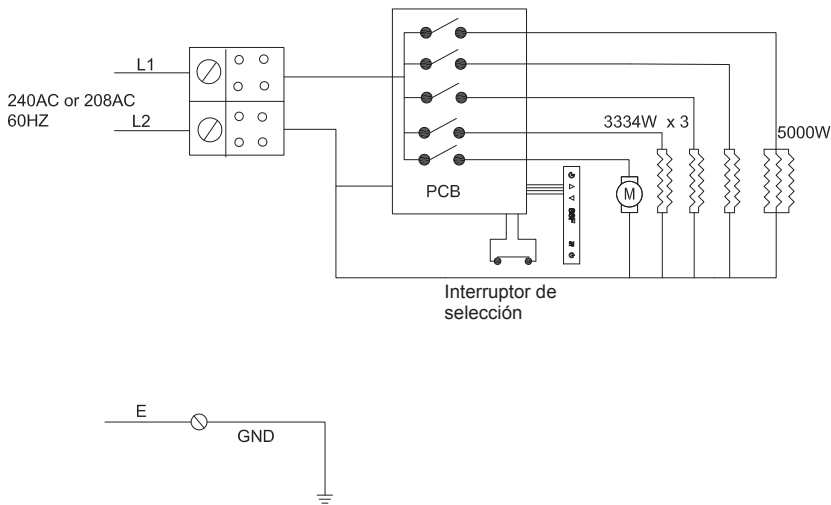 L1
240AC or 208AC
60HZ
L2
3334W x 3
5000W
PCB
M
Interruptor de
selección
E
GND